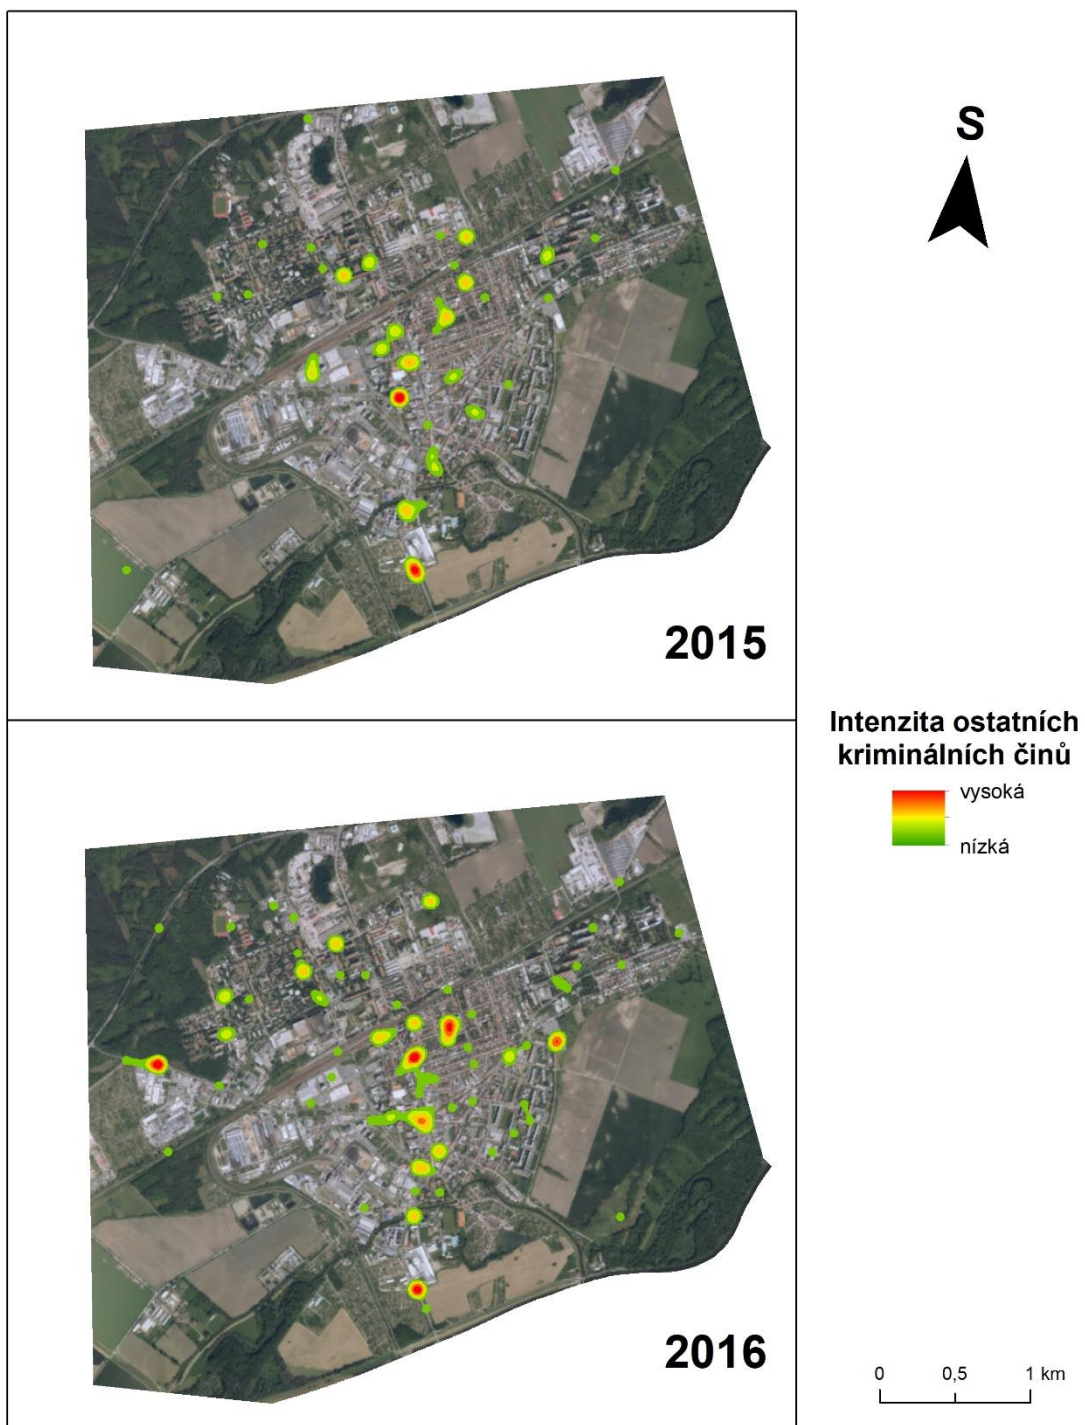 S
2015
Intenzita ostatních
kriminálních činů
vysoká
nízká
2016
0 0,5 1 km